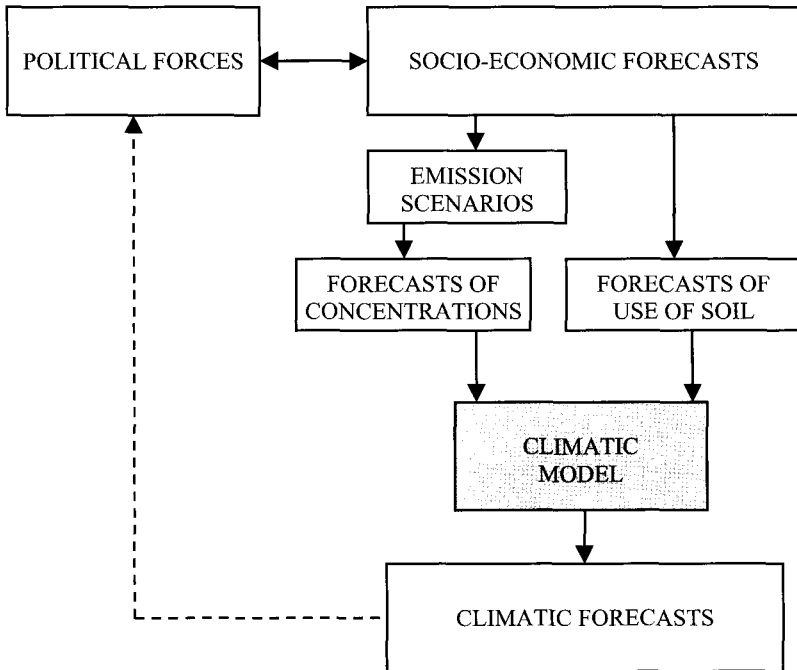 POLITICAL FORCES
SOCIO-ECONOMIC FORECASTS
EMISSION
SCENARIOS
FORECASTS OF
CONCENTRATIONS
FORECASTS OF
USE OF SOIL
CLIMATIC
MODEL
CLIMATIC FORECASTS